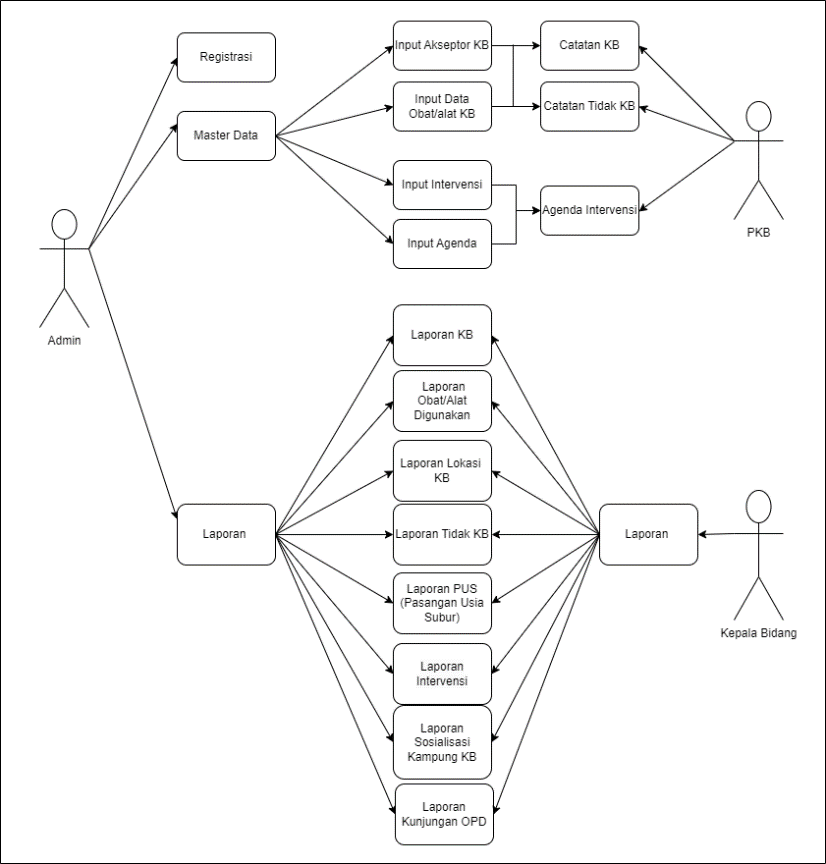 Registrasi
Master Data
Input Akseptor KB
Input Data
Obat/alat KB
Input Intervensi
Input Agenda
Catatan KB
Catatan Tidak KB
Agenda Intervensi
PKB
Admin
Laporan KB
Laporan
Obat/Alat
Digunakan
Laporan Lokasi
KB
Laporan
Laporan Tidak KB
Laporan
Laporan PUS
(Pasangan Usia
Subur)
Kepala Bidang
Laporan
Intervensi
Laporan
Sosialisasi
Kampung KB
Laporan
Kunjungan OPD